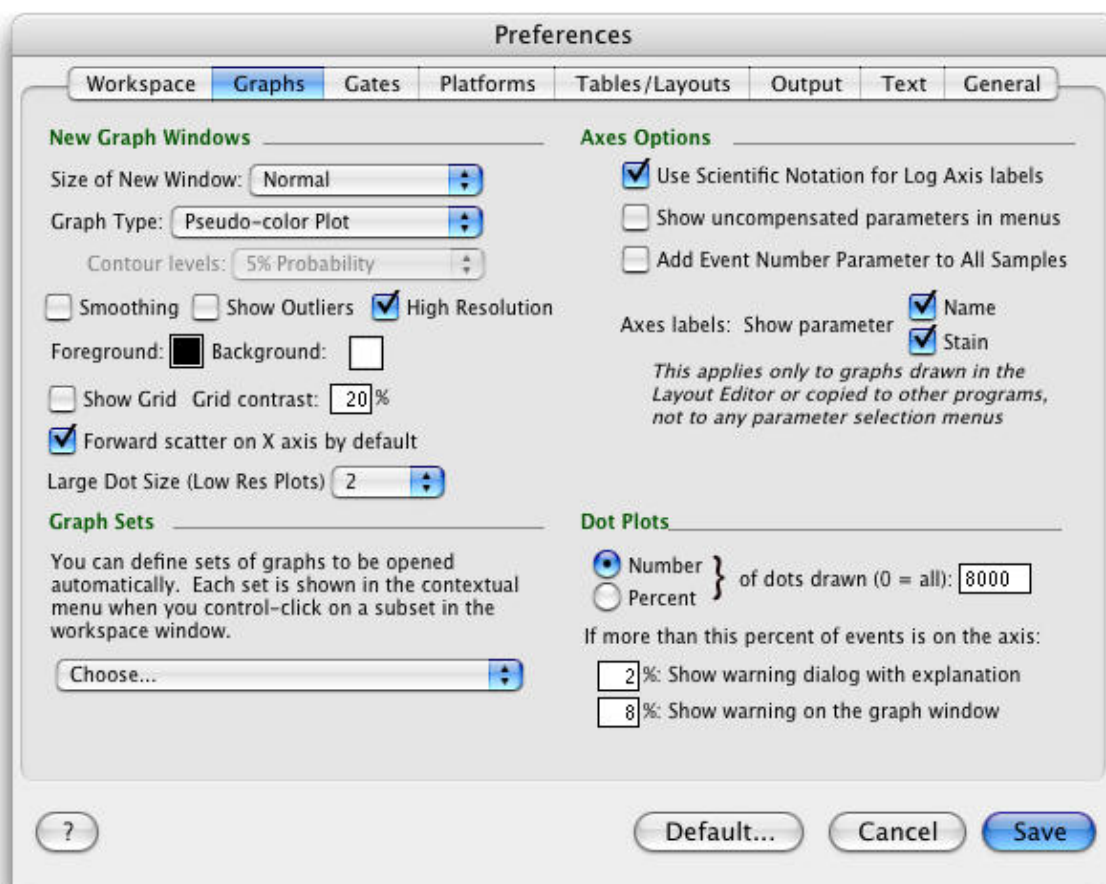 Preferences
Workspace Graphs Gates Platforms Tables/Layouts Output Text General
New Graph Windows
Size of New Window: Normal
Graph Type: Pseudo-color Plot
Contour levels: 5% Probability
Smoothing Show Outliers High Resolution
Foreground: Background:
Show Grid Grid contrast: 20 %
Forward scatter on X axis by default
Large Dot Size (Low Res Plots) 2
Graph Sets
You can define sets of graphs to be opened
automatically. Each set is shown in the contextual
menu when you control-click on a subset in the
workspace window.
Choose...
Axes Options
Use Scientific Notation for Log Axis labels
Show uncompensated parameters in menus
Add Event Number Parameter to All Samples
Axes labels: Show parameter
Name
Stain
This applies only to graphs drawn in the
Layout Editor or copied to other programs,
not to any parameter selection menus
Dot Plots
Number
Percent
} of dots drawn (0 = all): 8000
If more than this percent of events is on the axis:
2 %: Show warning dialog with explanation
8 %: Show warning on the graph window
? Default... Cancel Save